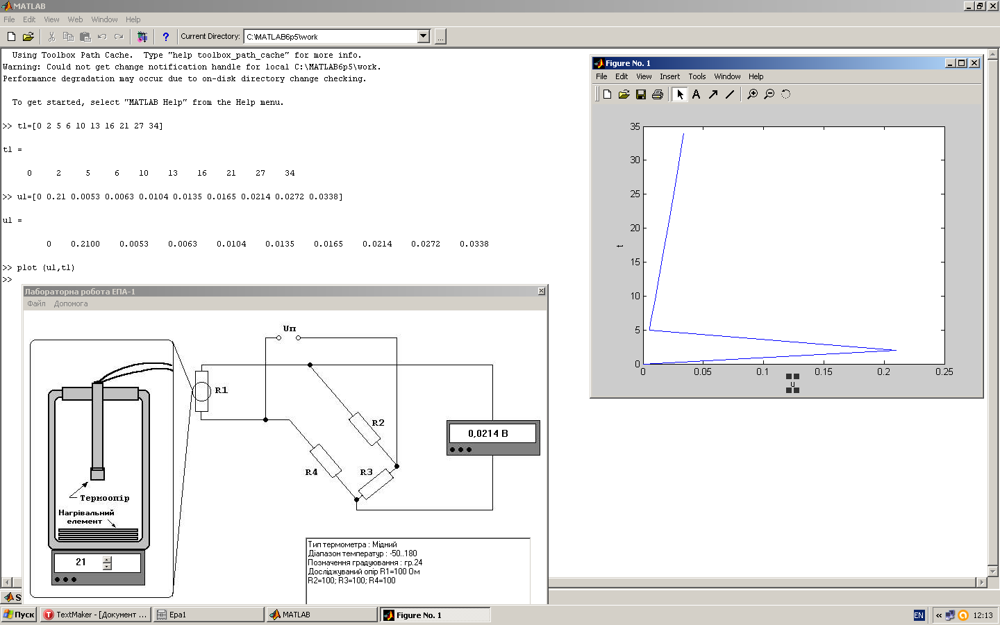 MATLAB
File Edit View Web Window Help
? Current Directory: C:\MATLAB6p5\work ...
Using Toolbox Path Cache.  Type "help toolbox_path_cache" for more info.
Warning: Could not get change notification handle for local C:\MATLAB6p5\work.
Performance degradation may occur due to on-disk directory change checking.
To get started, select "MATLAB Help" from the Help menu.
>> t1=[0 2 5 6 10 13 16 21 27 34]
t1 =
0 2 5 6 10 13 16 21 27 34
>> u1=[0 0.21 0.0053 0.0063 0.0104 0.0135 0.0165 0.0214 0.0272 0.0338]
u1 =
0 0.2100 0.0053 0.0063 0.0104 0.0135 0.0165 0.0214 0.0272 0.0338
>> plot (u1,t1)
>>
Figure No. 1
File Edit View Insert Tools Window Help
A
35
30
25
20
15
10
5
0
t
0 0.05 0.1 0.15 0.2 0.25
u
Лабораторна робота ЕПА-1
Файл Допомога
Uп
R1
R2
R3
R4
0,0214 В
Термоопір
Нагрівальний
елемент
21
Тип термометра : Мідний
Діапазон температур : -50..180
Позначення градуювання : гр.24
Досліджуваний опір R1=100 Ом
R2=100; R3=100; R4=100
S
Пуск TextMaker - [Документ ... Epa1 MATLAB Figure No. 1 EN « 12:13